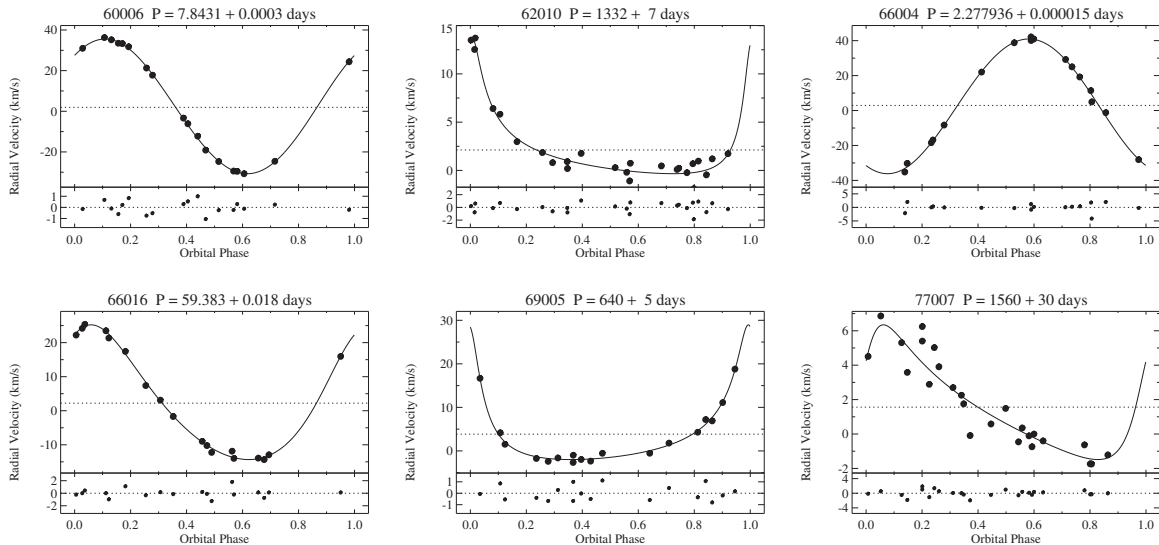 60006 P = 7.8431 + 0.0003 days
Radial Velocity (km/s)
40
20
0
-20
1
0
-1
0.0 0.2 0.4 0.6 0.8 1.0
Orbital Phase
62010 P = 1332 + 7 days
Radial Velocity (km/s)
15
10
5
0
2
0
-2
0.0 0.2 0.4 0.6 0.8 1.0
Orbital Phase
66004 P = 2.277936 + 0.000015 days
Radial Velocity (km/s)
40
20
0
-20
-40
5
0
-5
0.0 0.2 0.4 0.6 0.8 1.0
Orbital Phase
66016 P = 59.383 + 0.018 days
Radial Velocity (km/s)
20
10
0
-10
2
0
-2
0.0 0.2 0.4 0.6 0.8 1.0
Orbital Phase
69005 P = 640 + 5 days
Radial Velocity (km/s)
30
20
10
0
1
0
-1
0.0 0.2 0.4 0.6 0.8 1.0
Orbital Phase
77007 P = 1560 + 30 days
Radial Velocity (km/s)
6
4
2
0
2
4
0
-4
0.0 0.2 0.4 0.6 0.8 1.0
Orbital Phase